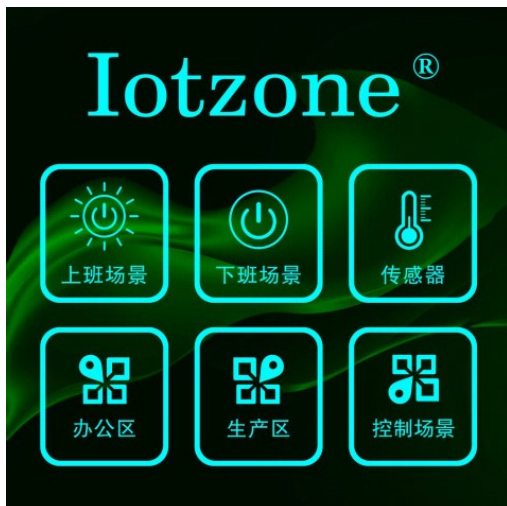 Iotzone®
上班场景
下班场景
传感器
办公区
生产区
控制场景